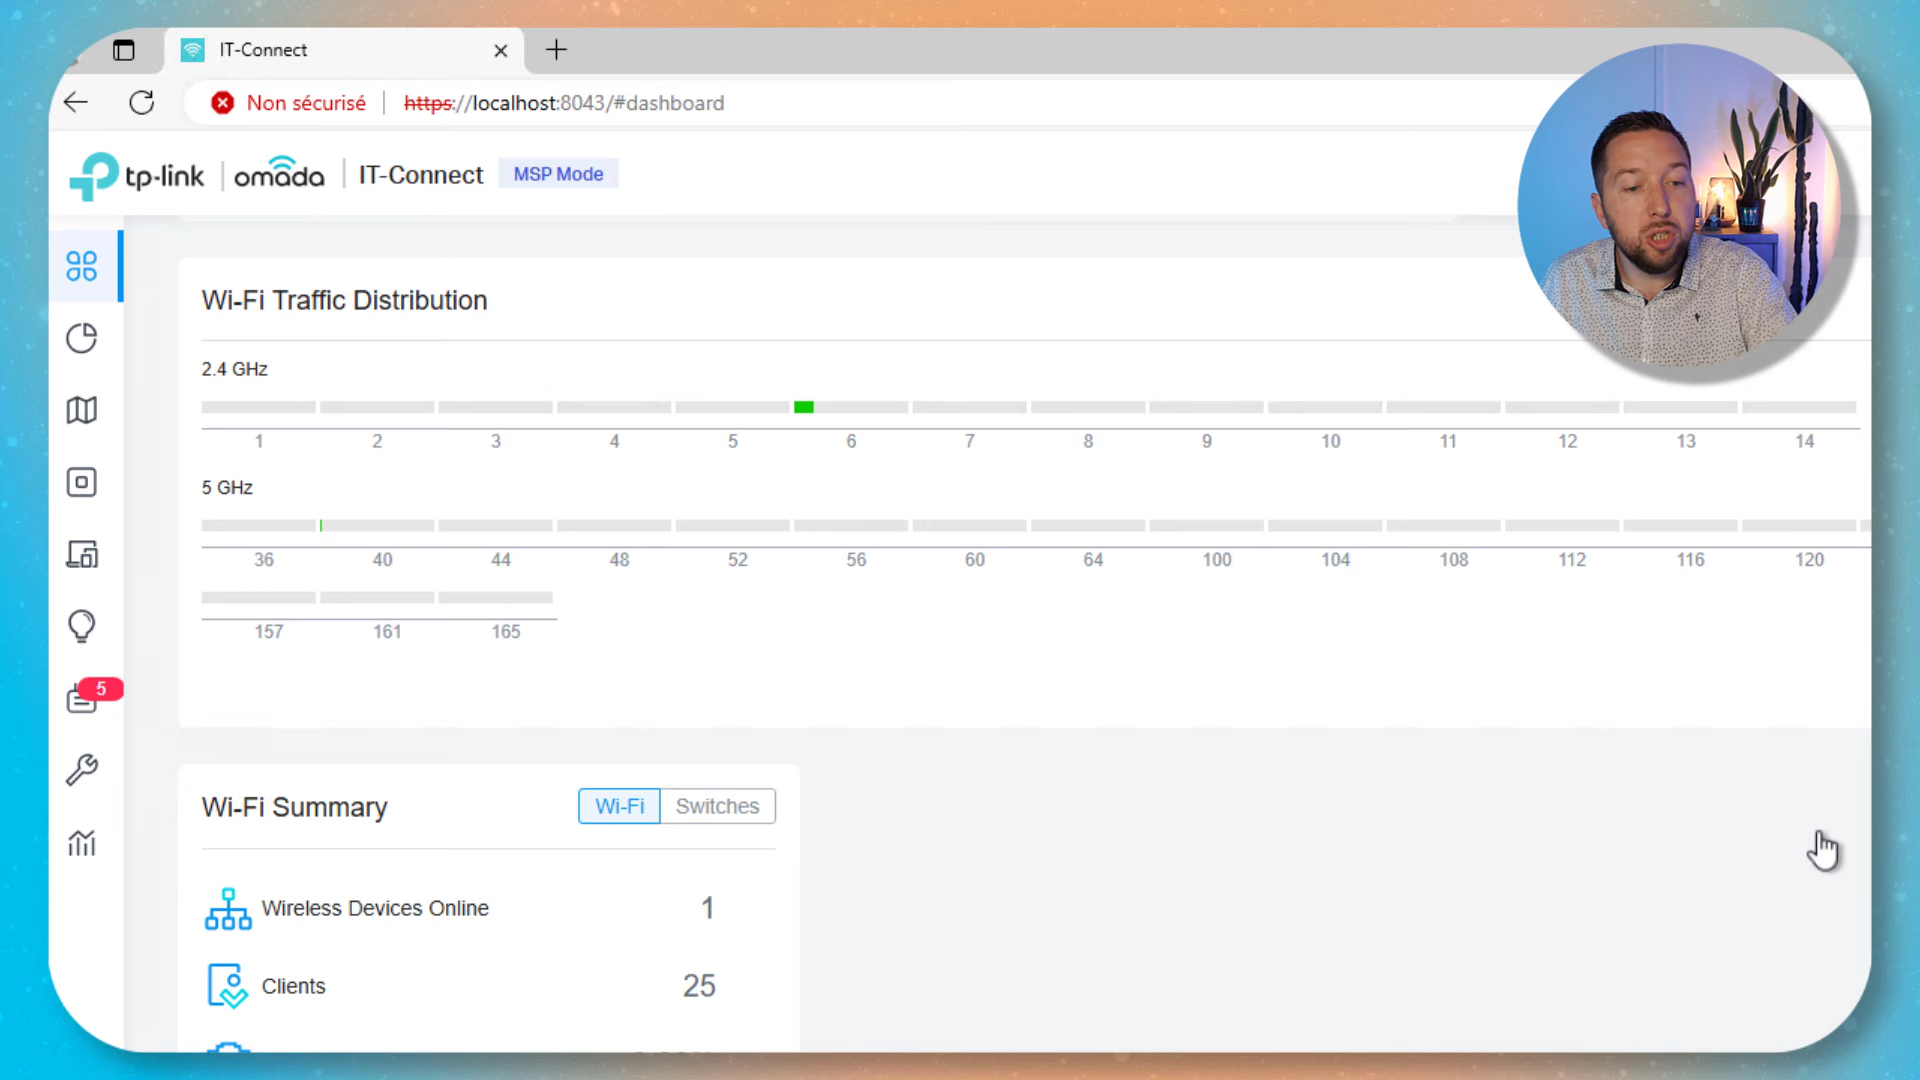 IT-Connect
Non sécurisé
https://localhost:8043/#dashboard
tp-link
omada
IT-Connect
MSP Mode
Wi-Fi Traffic Distribution
2.4 GHz
1 2 3 4 5 6 7 8 9 10 11 12 13 14
5 GHz
36 40 44 48 52 56 60 64 100 104 108 112 116 120
157 161 165
5
Wi-Fi Summary
Wi-Fi
Switches
Wireless Devices Online 1
Clients 25